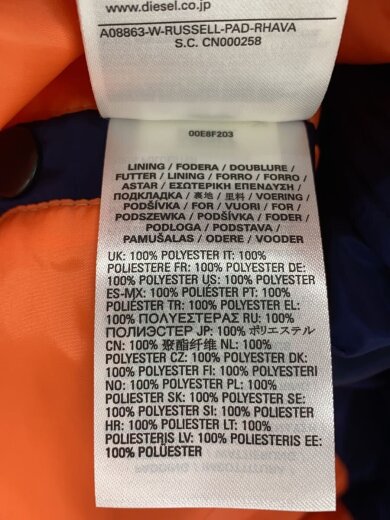 www.diesel.co.jp
A08863-W-RUSSELL-PAD-RHAVA
S.C. CN000258
00E8F203
LINING / FODERA / DOUBLURE /
FUTTER / LINING / FORRO / FORRO /
ASTAR / ΕΣΩΤΕΡΙΚΗ ΕΠΕΝΔΥΣΗ /
ПОДКЛАДКА / 裏地 / 里料 / VOERING /
PODŠÍVKA / FOR / VUORI / FOR /
PODSZEWKA / PODŠÍVKA / FODER /
PODLOGA / PODSTAVA /
PAMUŠALAS / ODERE / VOODER
UK: 100% POLYESTER IT: 100%
POLIESTERE FR: 100% POLYESTER DE:
100% POLYESTER US: 100% POLYESTER
ES-MX: 100% POLIÉSTER PT: 100%
POLIÉSTER TR: 100% POLYESTER EL:
100% ΠΟΛΥΕΣΤΕΡΑΣ RU: 100%
ПОЛИЭСТЕР JP: 100% ポリエステル
CN: 100% 聚酯纤维 NL: 100%
POLYESTER CZ: 100% POLYESTER DK:
100% POLYESTER FI: 100% POLYESTERI
NO: 100% POLYESTER PL: 100%
POLIESTER SK: 100% POLYESTER SE:
100% POLYESTER SI: 100% POLIESTER
HR: 100% POLIESTER LT: 100%
POLIESTERIS LV: 100% POLIESTERIS EE:
100% POLÜESTER